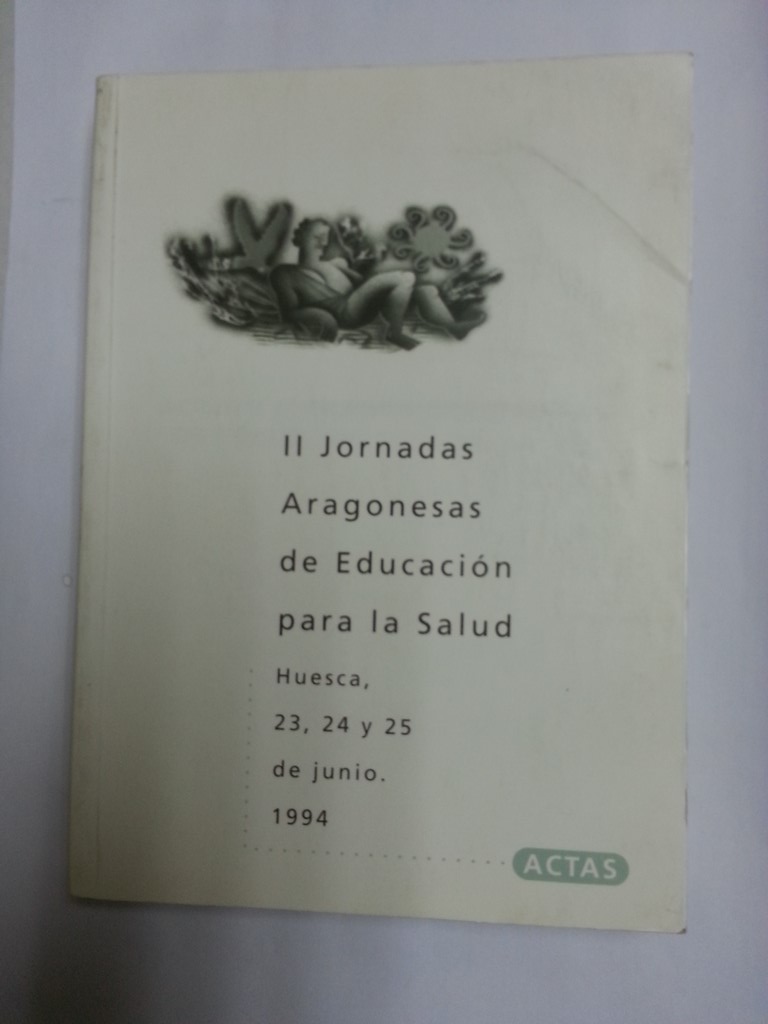 II Jornadas
Aragonesas
de Educación
para la Salud
Huesca,
23, 24 y 25
de junio.
1994
ACTAS